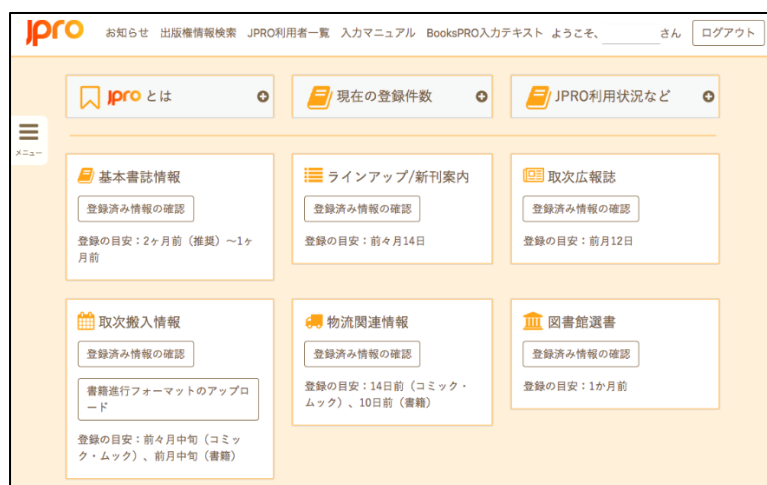 JPRO お知らせ 出版権情報検索 JPRO利用者一覧 入力マニュアル BooksPRO入力テキスト ようこそ、 さん ログアウト
JPRO とは 現在の登録件数 JPRO利用状況など
メニュー
基本書誌情報
登録済み情報の確認
登録の目安：2ヶ月前（推奨）～1ヶ
月前
ラインアップ/新刊案内
登録済み情報の確認
登録の目安：前々月14日
取次広報誌
登録済み情報の確認
登録の目安：前月12日
取次搬入情報
登録済み情報の確認
書籍進行フォーマットのアップロ
ード
登録の目安：前々月中旬（コミッ
ク・ムック）、前月中旬（書籍）
物流関連情報
登録済み情報の確認
登録の目安：14日前（コミック・
ムック）、10日前（書籍）
図書館選書
登録済み情報の確認
登録の目安：1か月前